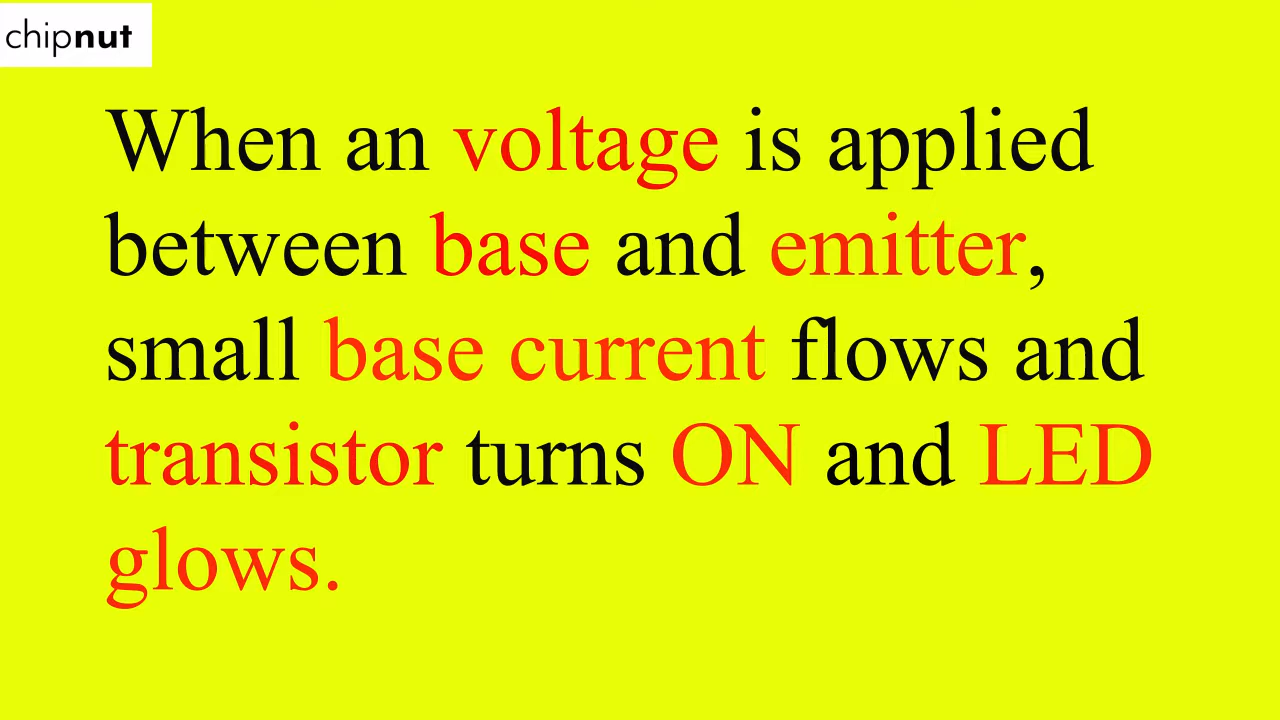 chipnut
When an voltage is applied
between base and emitter,
small base current flows and
transistor turns ON and LED
glows.